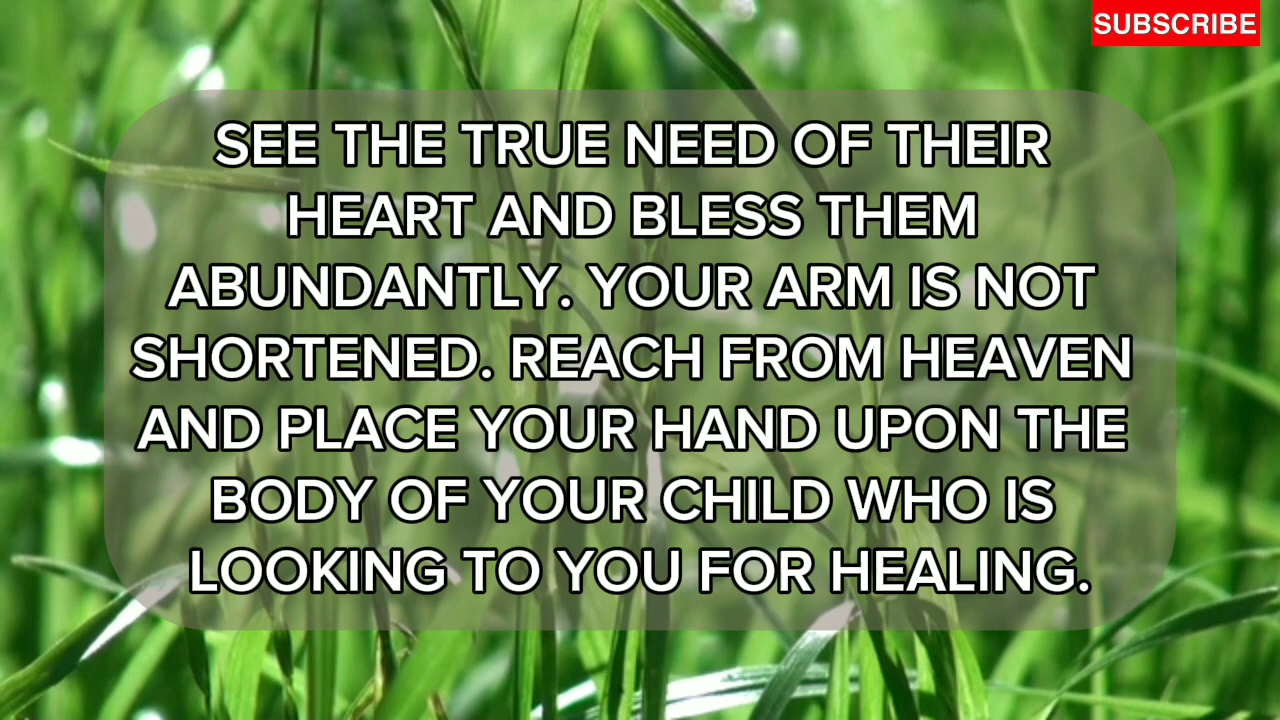 SUBSCRIBE
SEE THE TRUE NEED OF THEIR
HEART AND BLESS THEM
ABUNDANTLY. YOUR ARM IS NOT
SHORTENED. REACH FROM HEAVEN
AND PLACE YOUR HAND UPON THE
BODY OF YOUR CHILD WHO IS
LOOKING TO YOU FOR HEALING.